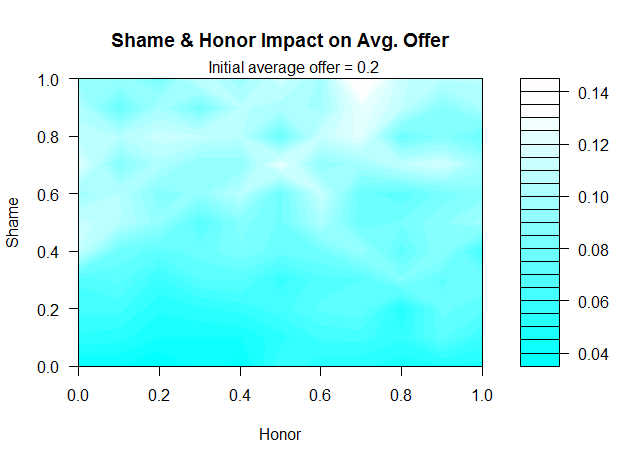 Shame & Honor Impact on Avg. Offer
Initial average offer = 0.2
1.0
0.8
0.6
0.4
0.2
0.0
Shame
0.0 0.2 0.4 0.6 0.8 1.0
Honor
0.14
0.12
0.10
0.08
0.06
0.04